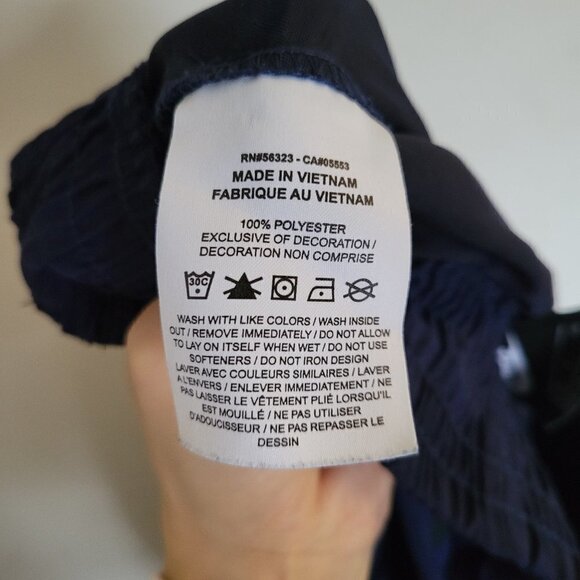 RN#56323 - CA#05553
MADE IN VIETNAM
FABRIQUE AU VIETNAM
100% POLYESTER
EXCLUSIVE OF DECORATION /
DECORATION NON COMPRISE
30C
WASH WITH LIKE COLORS / WASH INSIDE
OUT / REMOVE IMMEDIATELY / DO NOT ALLOW
TO LAY ON ITSELF WHEN WET / DO NOT USE
SOFTENERS / DO NOT IRON DESIGN
LAVER AVEC COULEURS SIMILAIRES / LAVER
A L'ENVERS / ENLEVER IMMEDIATEMENT / NE
PAS LAISSER LE VÊTEMENT PLIÉ LORSQU'IL
EST MOUILLÉ / NE PAS UTILISER
D'ADOUCISSEUR / NE PAS REPASSER LE
DESSIN